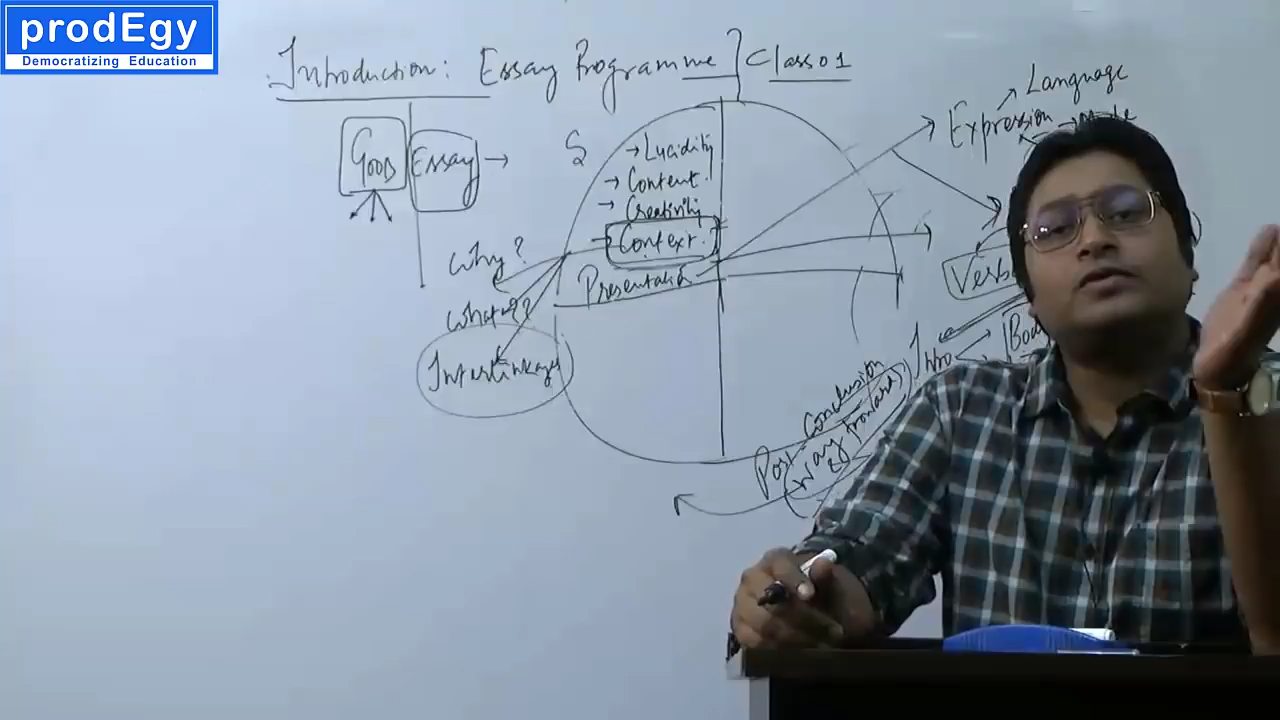 prodEgy
Democratizing Education
Introduction: Essay Programme Class 01
Good Essay →
→ Lucidity
→ Content
→ Creativity
→ Context
Presentation
Why?
What?
Interlinkages
Expression
Language
Intro
Conclusion
Post
(Way Forward)